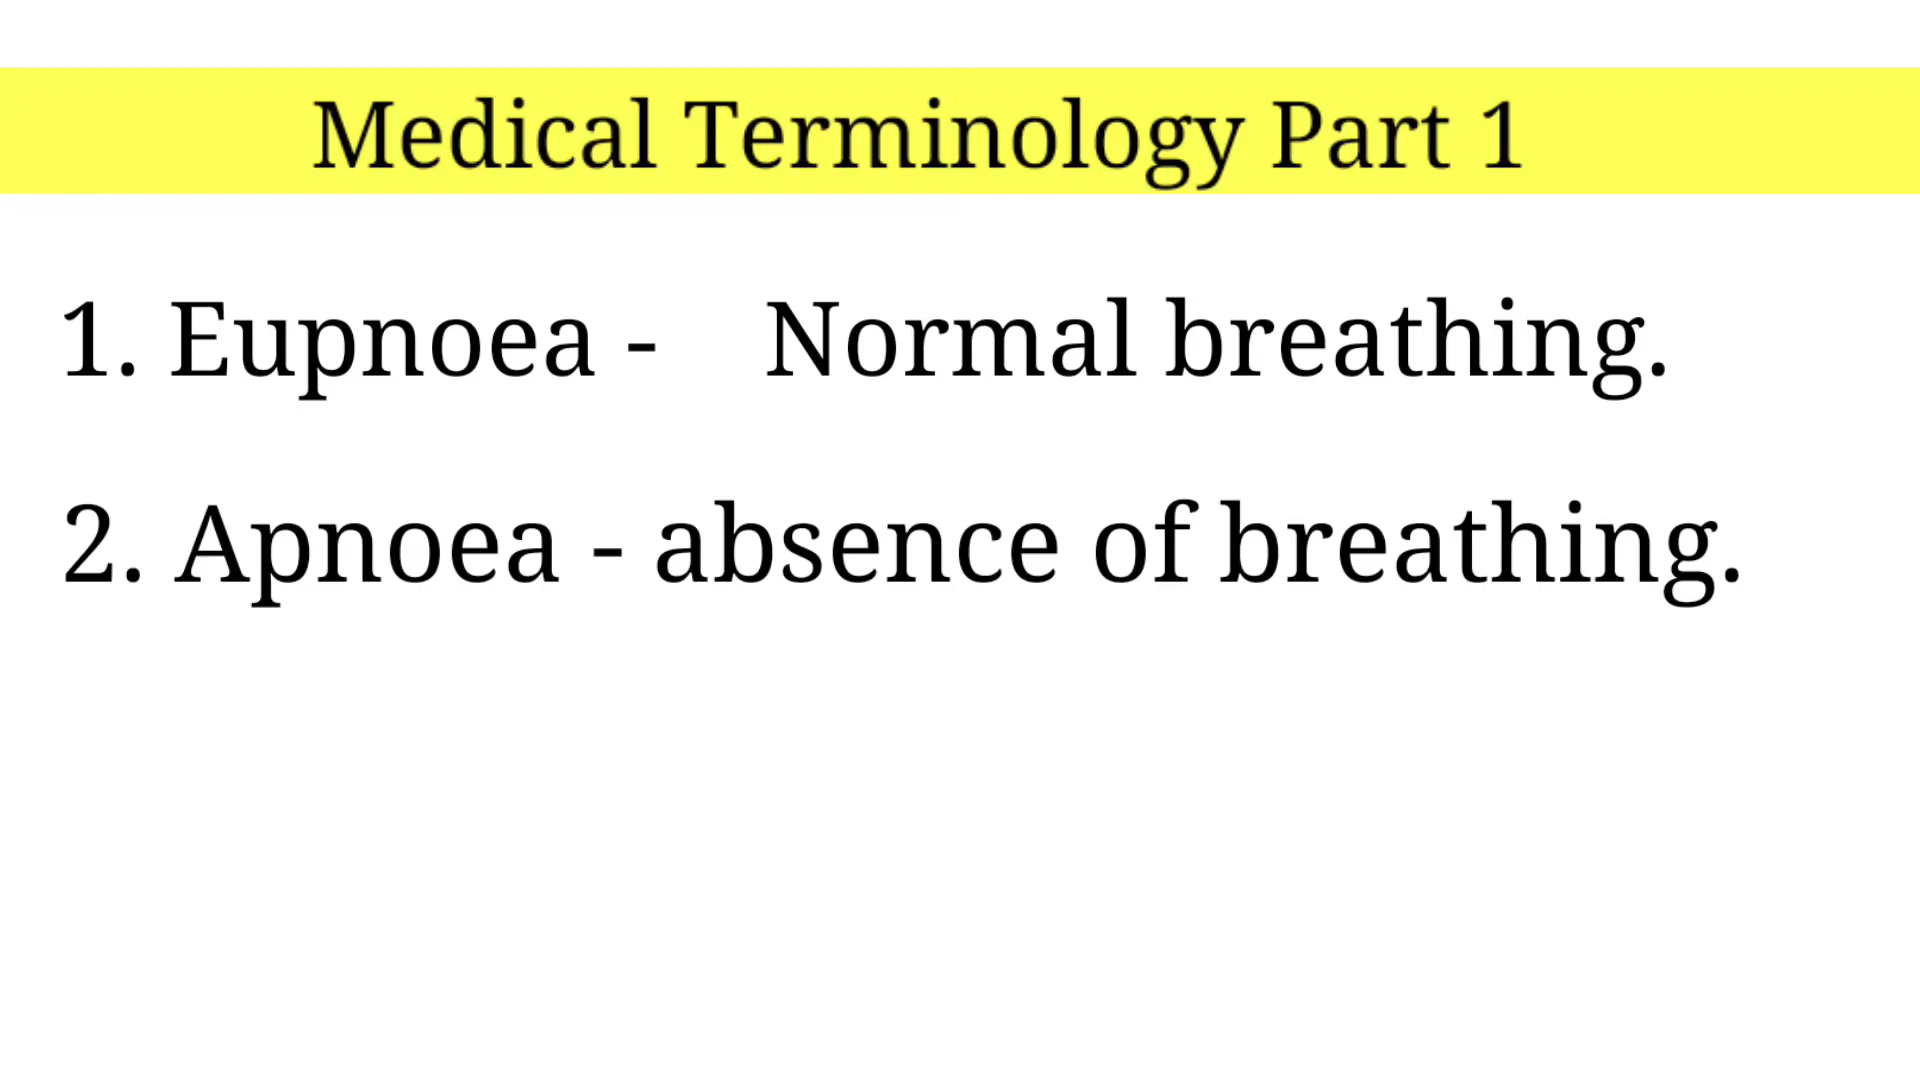 Medical Terminology Part 1
1. Eupnoea - Normal breathing.
2. Apnoea - absence of breathing.